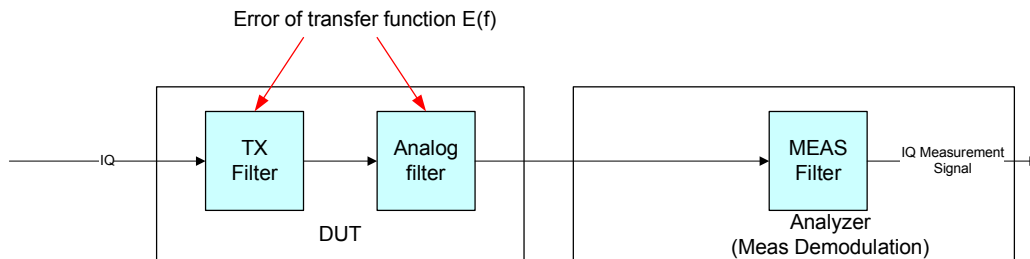 Error of transfer function E(f)
IQ
TX
Filter
Analog
filter
MEAS
Filter
IQ Measurement
Signal
DUT
Analyzer
(Meas Demodulation)